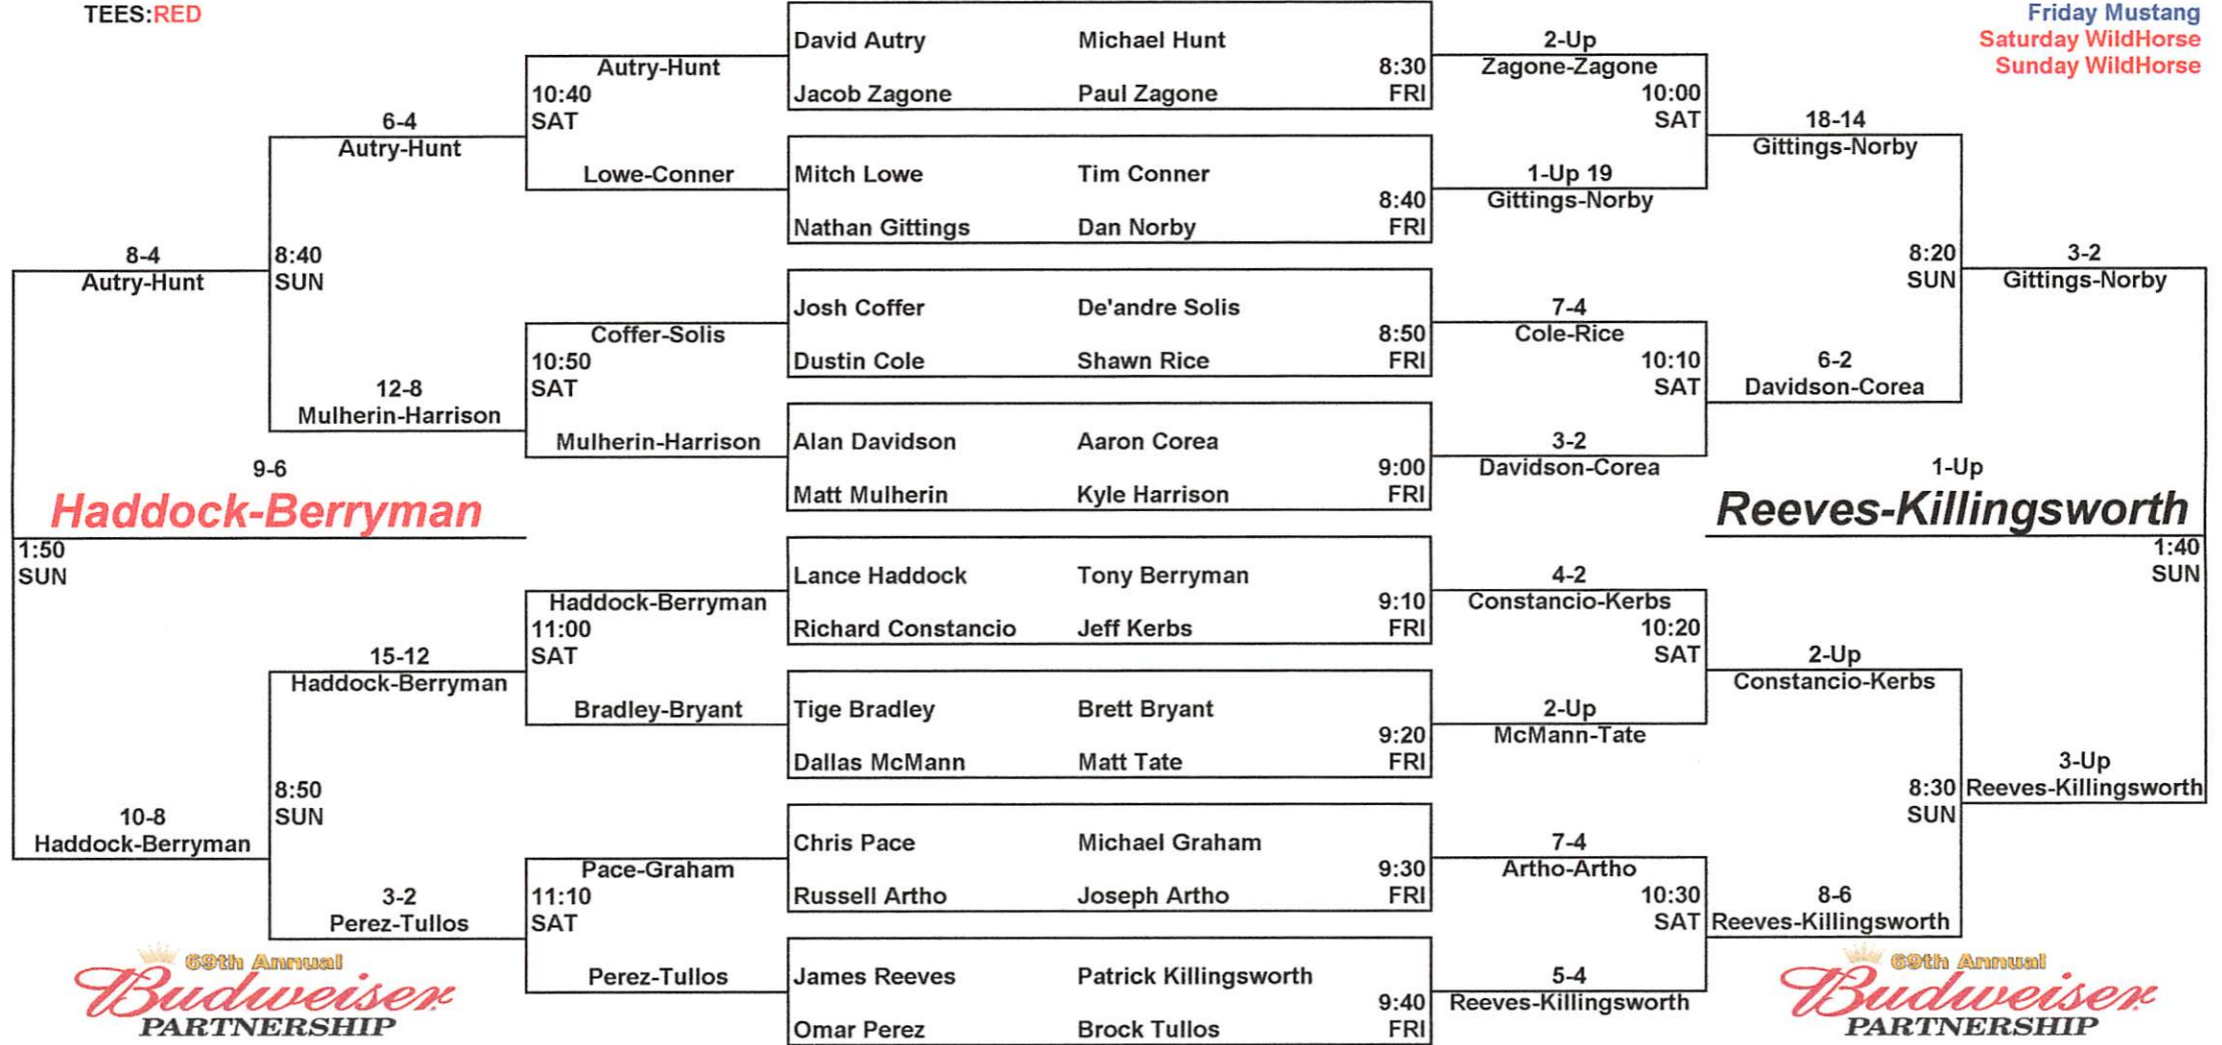 TEES:RED
Friday Mustang
Saturday WildHorse
Sunday WildHorse
David Autry Michael Hunt
8:30
Jacob Zagone Paul Zagone FRI
Mitch Lowe Tim Conner
8:40
Nathan Gittings Dan Norby FRI
Josh Coffer De'andre Solis
8:50
Dustin Cole Shawn Rice FRI
Alan Davidson Aaron Corea
9:00
Matt Mulherin Kyle Harrison FRI
Lance Haddock Tony Berryman
9:10
Richard Constancio Jeff Kerbs FRI
Tige Bradley Brett Bryant
9:20
Dallas McMann Matt Tate FRI
Chris Pace Michael Graham
9:30
Russell Artho Joseph Artho FRI
James Reeves Patrick Killingsworth
9:40
Omar Perez Brock Tullos FRI
Autry-Hunt
10:40
SAT
Lowe-Conner
Coffer-Solis
10:50
SAT
Mulherin-Harrison
Haddock-Berryman
11:00
SAT
Bradley-Bryant
Pace-Graham
11:10
SAT
Perez-Tullos
6-4
Autry-Hunt
8:40
SUN
12-8
Mulherin-Harrison
15-12
Haddock-Berryman
8:50
SUN
3-2
Perez-Tullos
8-4
Autry-Hunt
9-6
Haddock-Berryman
1:50
SUN
10-8
Haddock-Berryman
2-Up
Zagone-Zagone
10:00
SAT
1-Up 19
Gittings-Norby
7-4
Cole-Rice
10:10
SAT
3-2
Davidson-Corea
4-2
Constancio-Kerbs
10:20
SAT
2-Up
McMann-Tate
7-4
Artho-Artho
10:30
SAT
5-4
Reeves-Killingsworth
18-14
Gittings-Norby
8:20
SUN
6-2
Davidson-Corea
2-Up
Constancio-Kerbs
8:30
SUN
8-6
Reeves-Killingsworth
3-2
Gittings-Norby
1-Up
Reeves-Killingsworth
1:40
SUN
3-Up
Reeves-Killingsworth
69th Annual
Budweiser
PARTNERSHIP
69th Annual
Budweiser
PARTNERSHIP